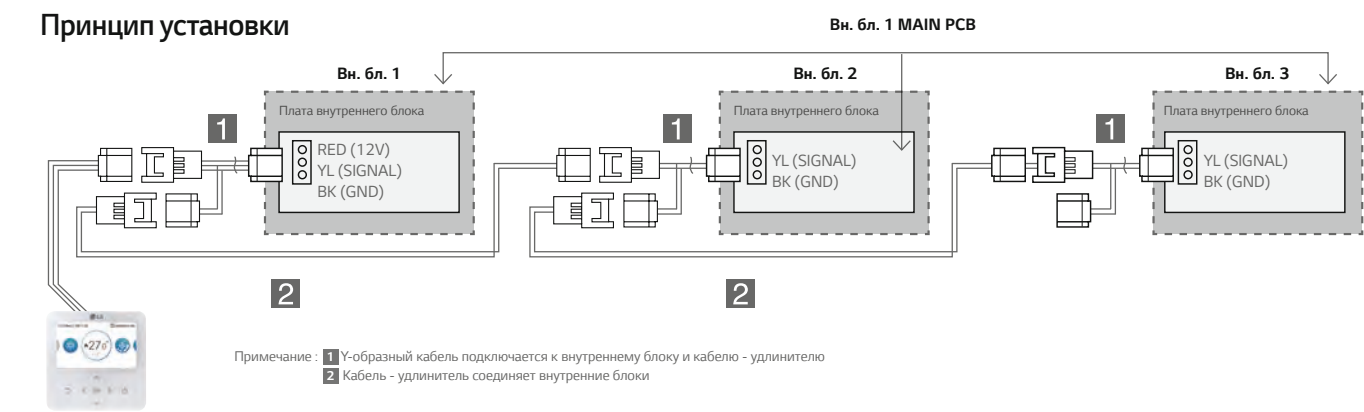 Принцип установки
Вн. бл. 1 MAIN PCB
Вн. бл. 1
Вн. бл. 2
Вн. бл. 3
Плата внутреннего блока
Плата внутреннего блока
Плата внутреннего блока
1
1
1
RED (12V)
YL (SIGNAL)
BK (GND)
YL (SIGNAL)
BK (GND)
YL (SIGNAL)
BK (GND)
2
2
LG
27
Примечание : 1 Y-образный кабель подключается к внутреннему блоку и кабелю - удлинителю
2 Кабель - удлинитель соединяет внутренние блоки